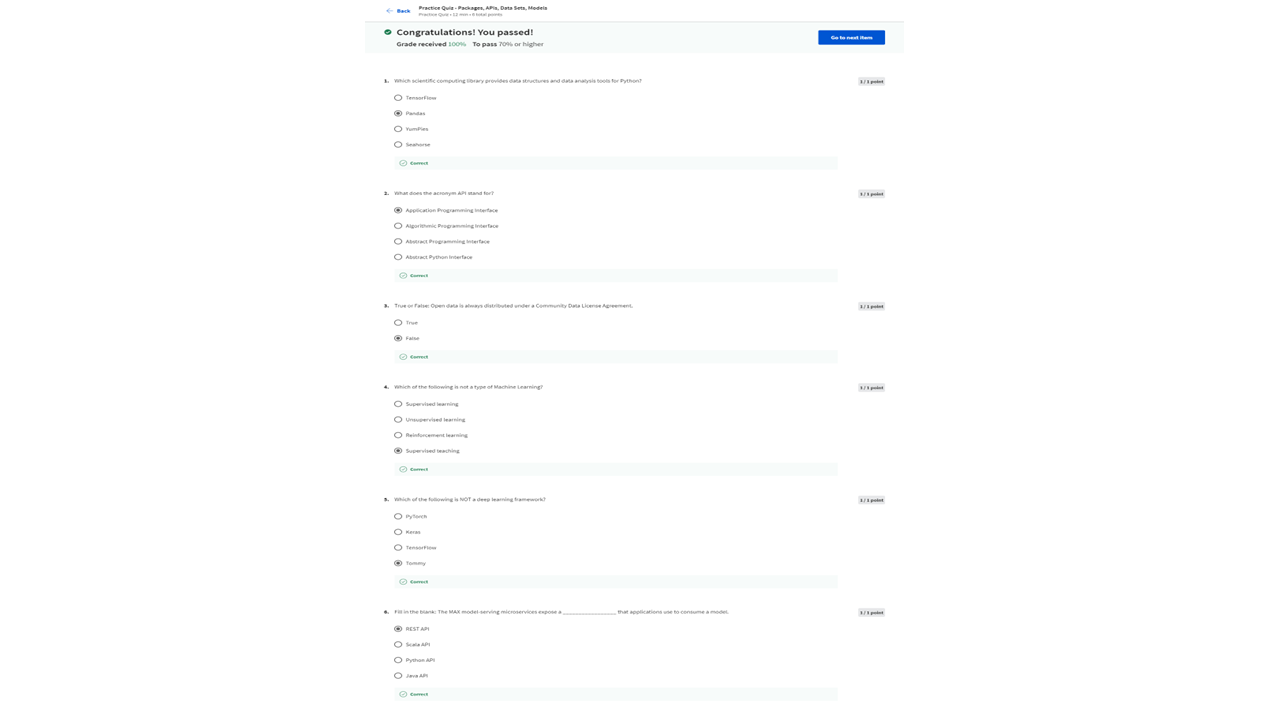 Back
Practice Quiz - Packages, APIs, Data Sets, Models
Practice Quiz • 12 min • 6 total points
Congratulations! You passed!
Grade received 100% To pass 70% or higher
Go to next item
1. Which scientific computing library provides data structures and data analysis tools for Python?
1 / 1 point
TensorFlow
Pandas
YumPies
Seahorse
Correct
2. What does the acronym API stand for?
1 / 1 point
Application Programming Interface
Algorithmic Programming Interface
Abstract Programming Interface
Abstract Python Interface
Correct
3. True or False: Open data is always distributed under a Community Data License Agreement.
1 / 1 point
True
False
Correct
4. Which of the following is not a type of Machine Learning?
1 / 1 point
Supervised learning
Unsupervised learning
Reinforcement learning
Supervised teaching
Correct
5. Which of the following is NOT a deep learning framework?
1 / 1 point
PyTorch
Keras
TensorFlow
Tommy
Correct
6. Fill in the blank: The MAX model-serving microservices expose a ____________________ that applications use to consume a model.
1 / 1 point
REST API
Scala API
Python API
Java API
Correct